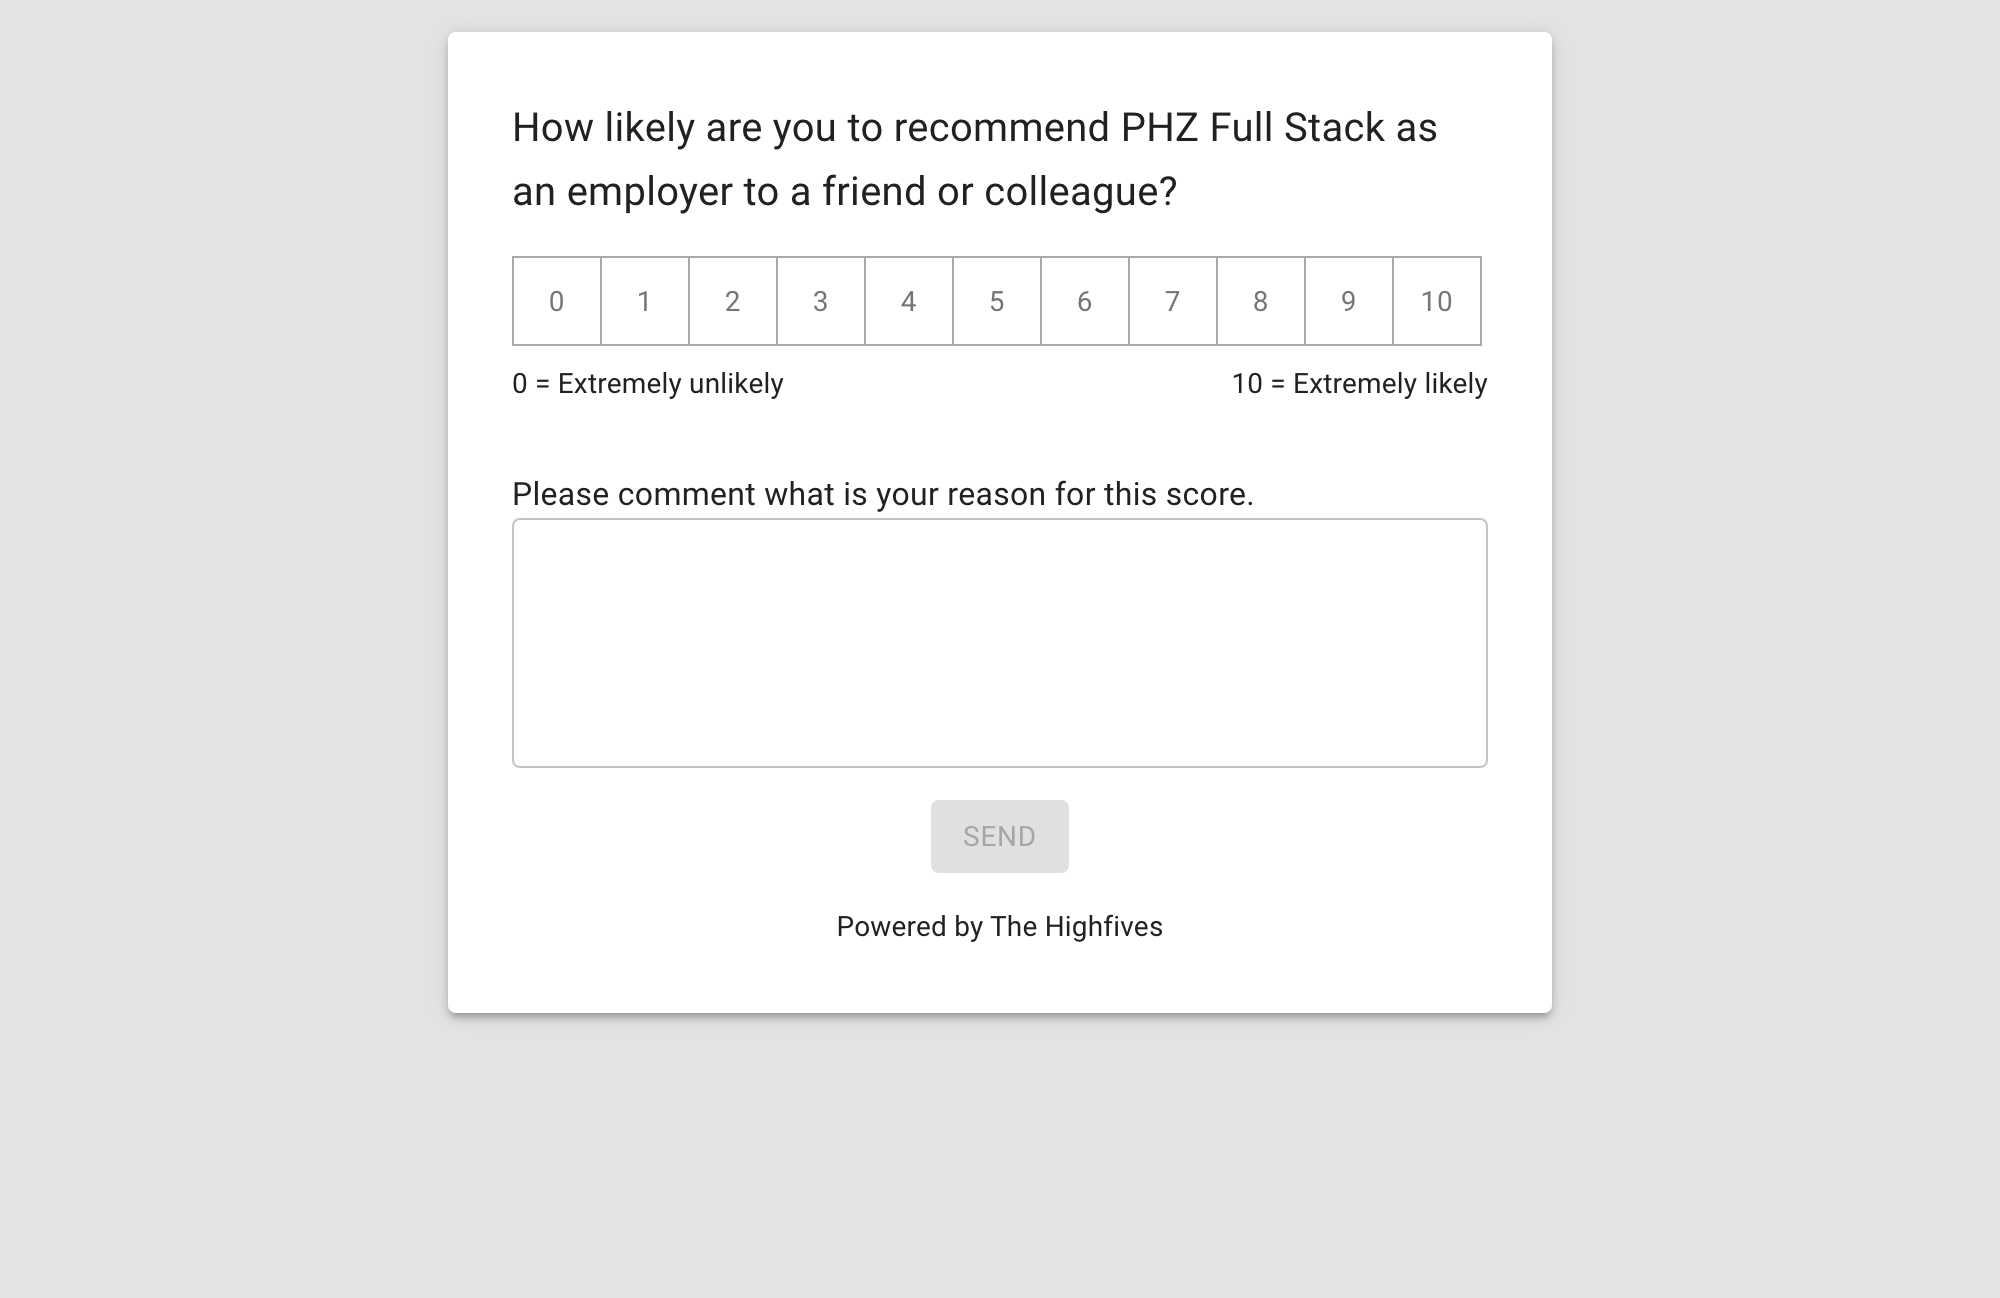 How likely are you to recommend PHZ Full Stack as
an employer to a friend or colleague?
0 1 2 3 4 5 6 7 8 9 10
0 = Extremely unlikely 10 = Extremely likely
Please comment what is your reason for this score.
SEND
Powered by The Highfives